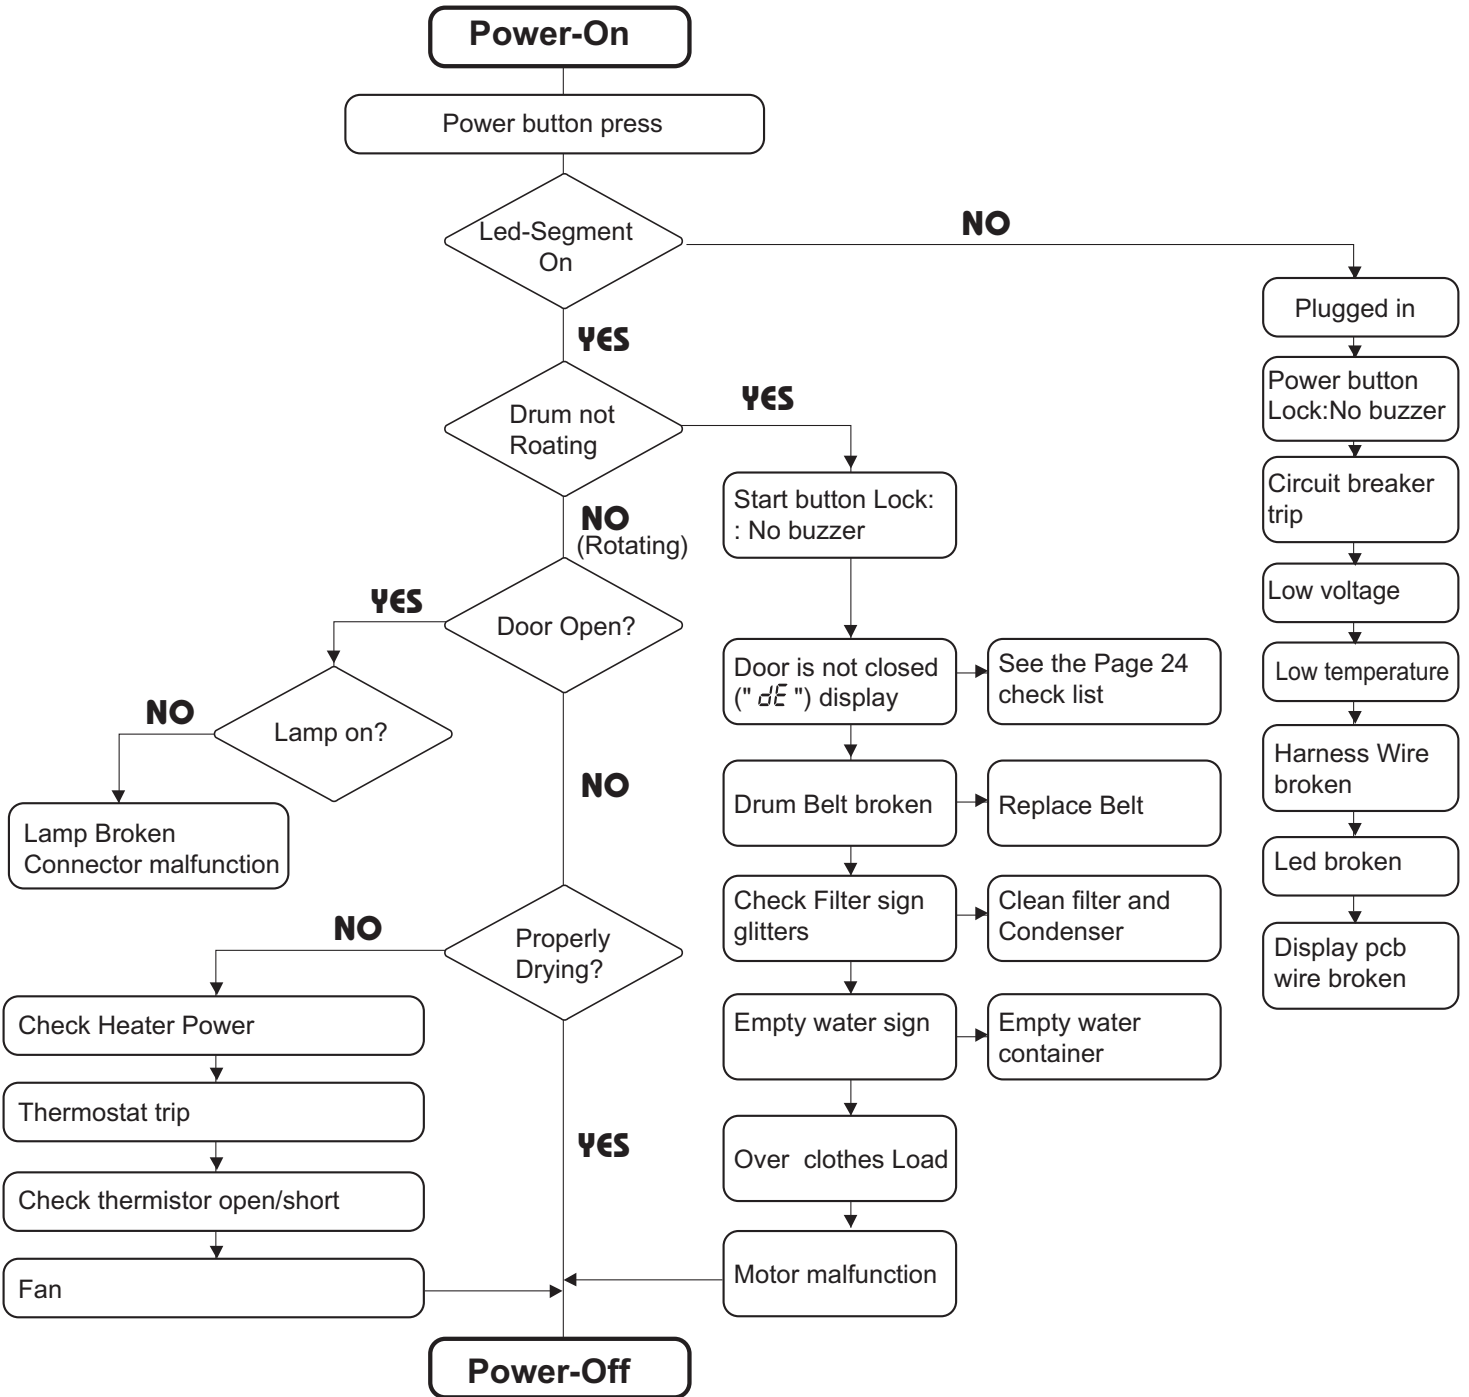 Power-On
Power button press
Led-Segment
On
NO
YES
Plugged in
Power button
Lock:No buzzer
Circuit breaker
trip
Low voltage
Low temperature
Harness Wire
broken
Led broken
Display pcb
wire broken
Drum not
Roating
YES
NO
(Rotating)
Start button Lock:
: No buzzer
Door is not closed
(" dE ") display
See the Page 24
check list
Drum Belt broken
Replace Belt
Check Filter sign
glitters
Clean filter and
Condenser
Empty water sign
Empty water
container
Over clothes Load
Motor malfunction
Door Open?
YES
NO
Lamp on?
NO
Lamp Broken
Connector malfunction
Properly
Drying?
NO
YES
Check Heater Power
Thermostat trip
Check thermistor open/short
Fan
Power-Off